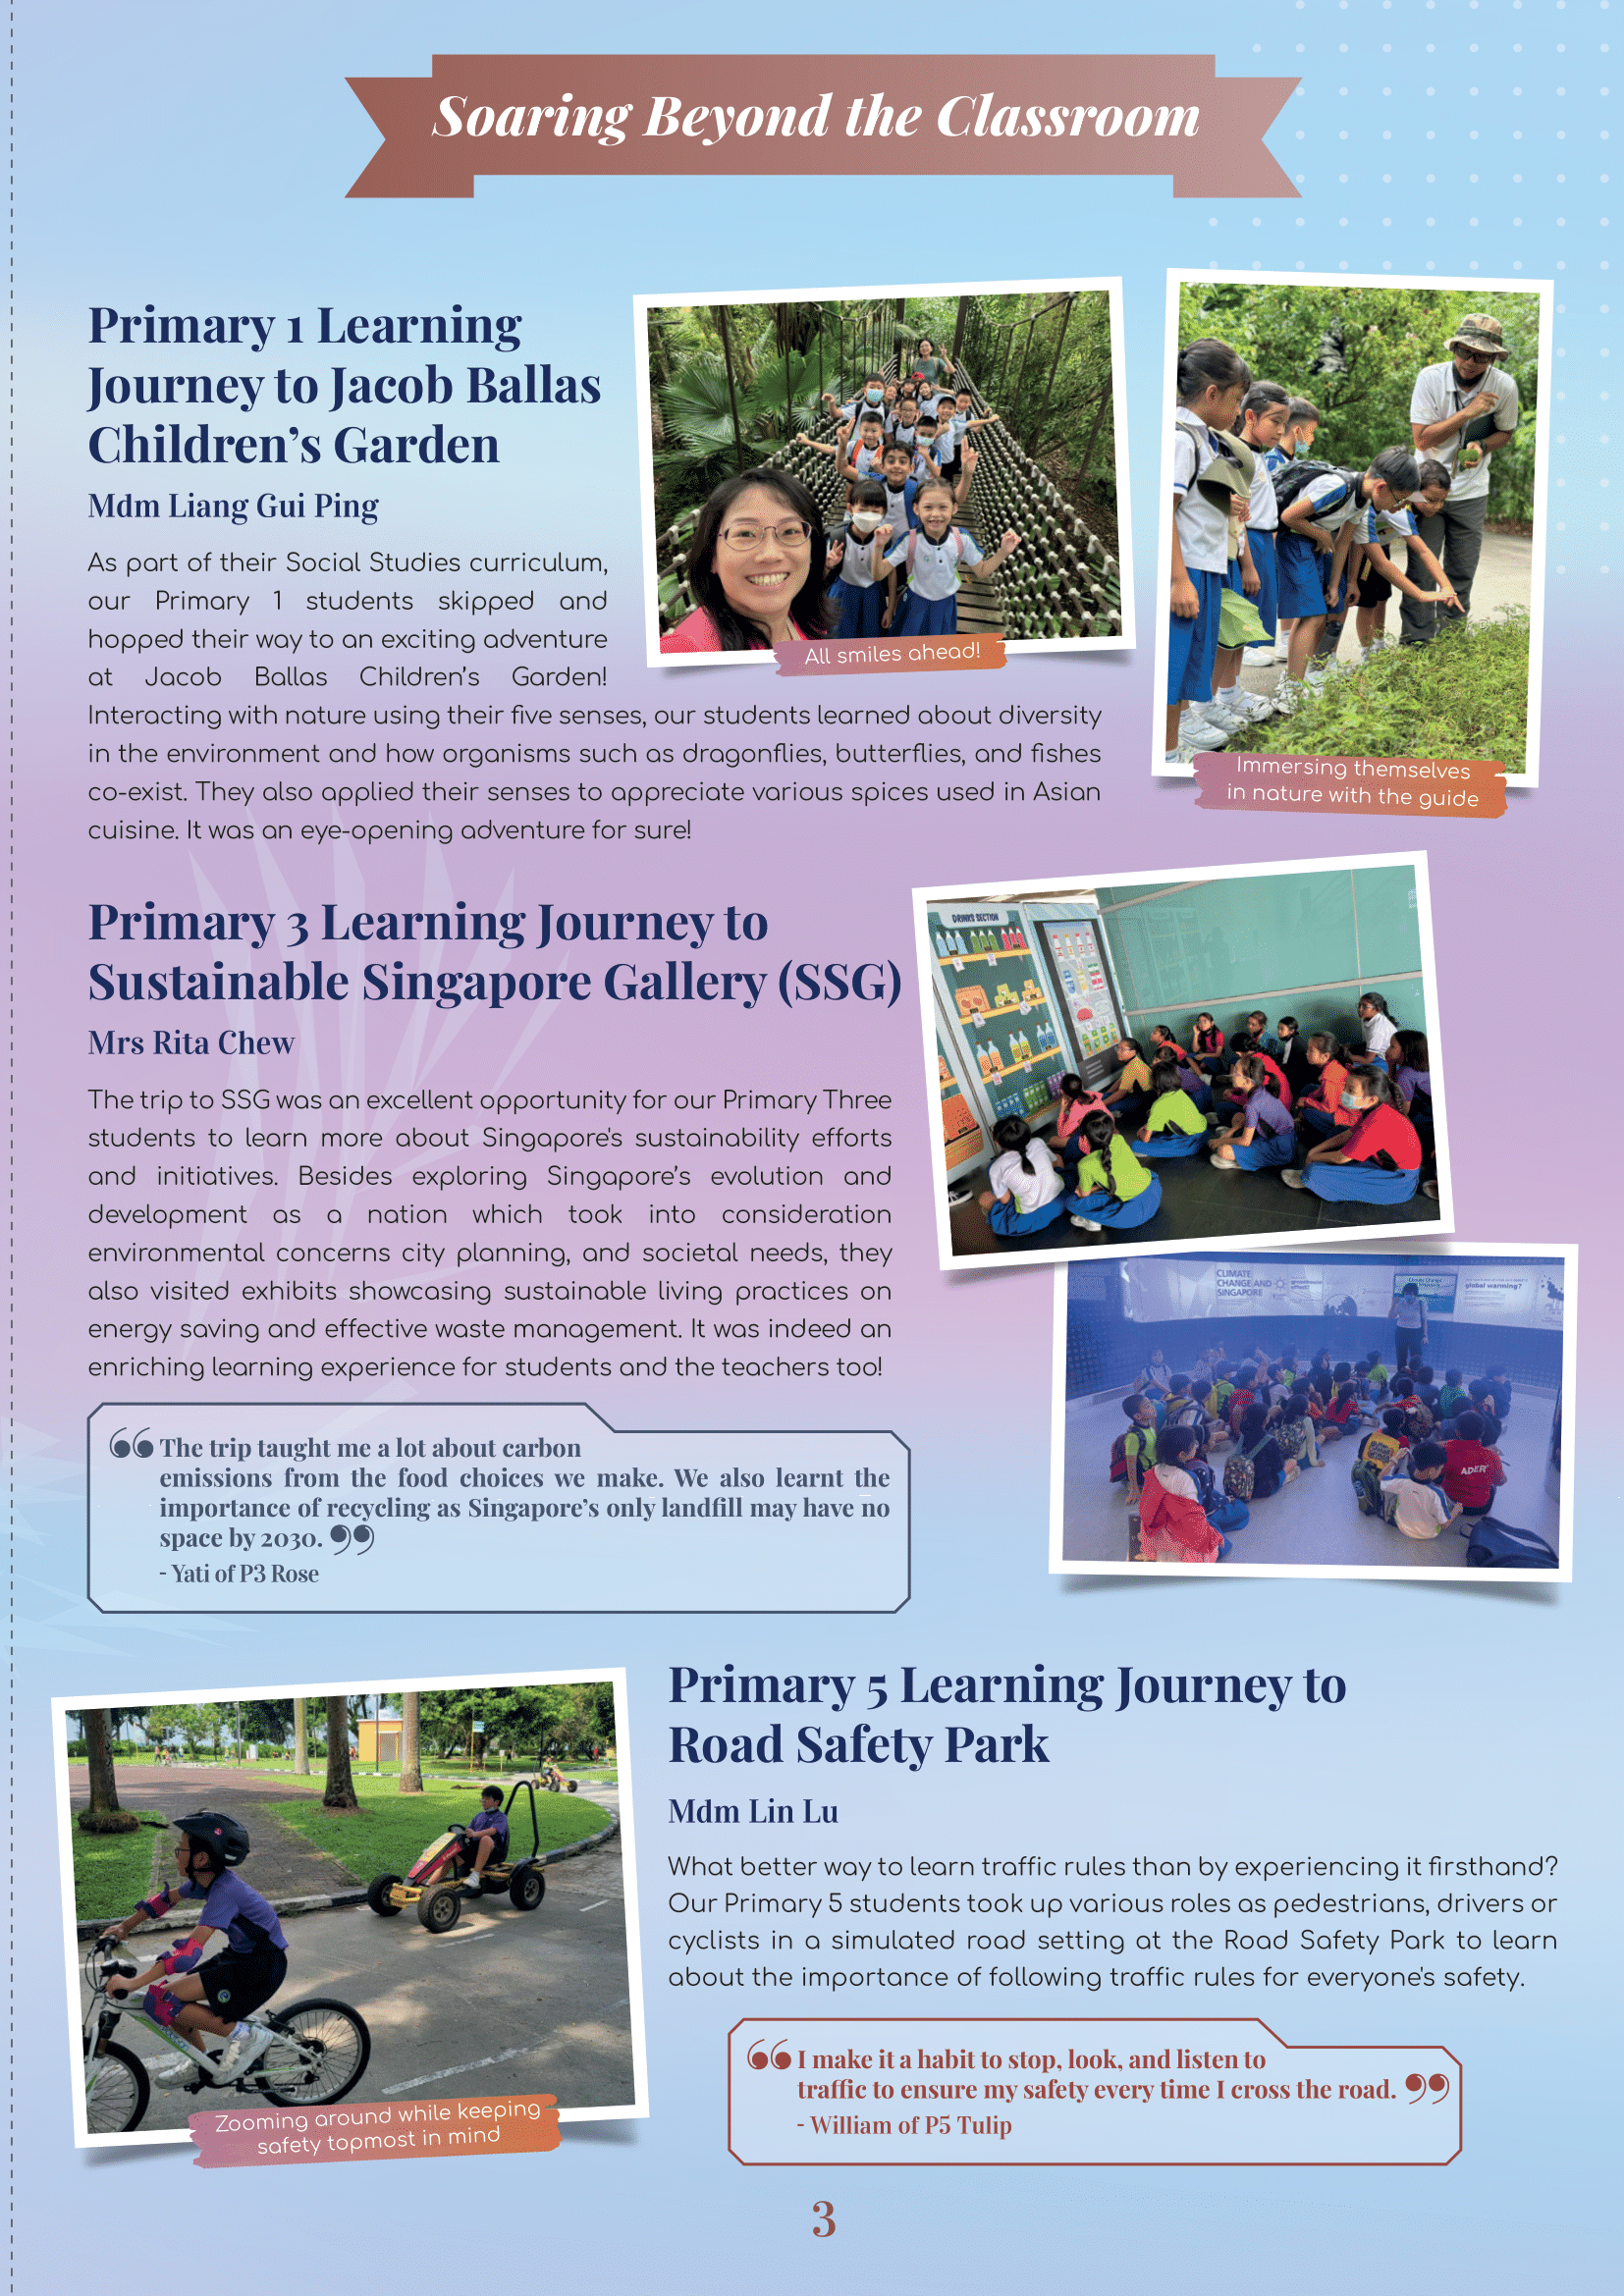 Soaring Beyond the Classroom
Primary 1 Learning
Journey to Jacob Ballas
Children's Garden
Mdm Liang Gui Ping
As part of their Social Studies curriculum,
our Primary 1 students skipped and
hopped their way to an exciting adventure
at Jacob Ballas Children's Garden!
Interacting with nature using their five senses, our students learned about diversity
in the environment and how organisms such as dragonflies, butterflies, and fishes
co-exist. They also applied their senses to appreciate various spices used in Asian
cuisine. It was an eye-opening adventure for sure!
All smiles ahead!
Immersing themselves
in nature with the guide
Primary 3 Learning Journey to
Sustainable Singapore Gallery (SSG)
Mrs Rita Chew
The trip to SSG was an excellent opportunity for our Primary Three
students to learn more about Singapore's sustainability efforts
and initiatives. Besides exploring Singapore's evolution and
development as a nation which took into consideration
environmental concerns city planning, and societal needs, they
also visited exhibits showcasing sustainable living practices on
energy saving and effective waste management. It was indeed an
enriching learning experience for students and the teachers too!
DRINKS SECTION
CLIMATE
CHANGE AND
SINGAPORE
global warming?
ADER
“The trip taught me a lot about carbon
emissions from the food choices we make. We also learnt the
importance of recycling as Singapore's only landfill may have no
space by 2030.”
- Yati of P3 Rose
Primary 5 Learning Journey to
Road Safety Park
Mdm Lin Lu
What better way to learn traffic rules than by experiencing it firsthand?
Our Primary 5 students took up various roles as pedestrians, drivers or
cyclists in a simulated road setting at the Road Safety Park to learn
about the importance of following traffic rules for everyone's safety.
“I make it a habit to stop, look, and listen to
traffic to ensure my safety every time I cross the road.”
- William of P5 Tulip
Zooming around while keeping
safety topmost in mind
3